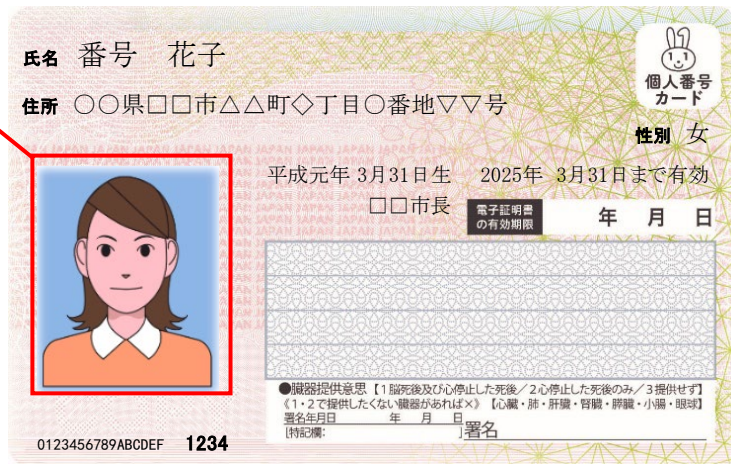 氏名 番号 花子
個人番号
カード
住所 〇〇県□□市△△町◇丁目〇番地▽▽号
性別 女
平成元年 3月31日生 2025年 3月31日まで有効
□□市長
電子証明書
の有効期限
年 月 日
●臓器提供意思【1脳死後及び心停止した死後/2心停止した死後のみ/3提供せず】
《1・2で提供したくない臓器があれば×》【心臓・肺・肝臓・腎臓・膵臓・小腸・眼球】
署名年月日 年 月 日
[特記欄: ]署名
0123456789ABCDEF 1234